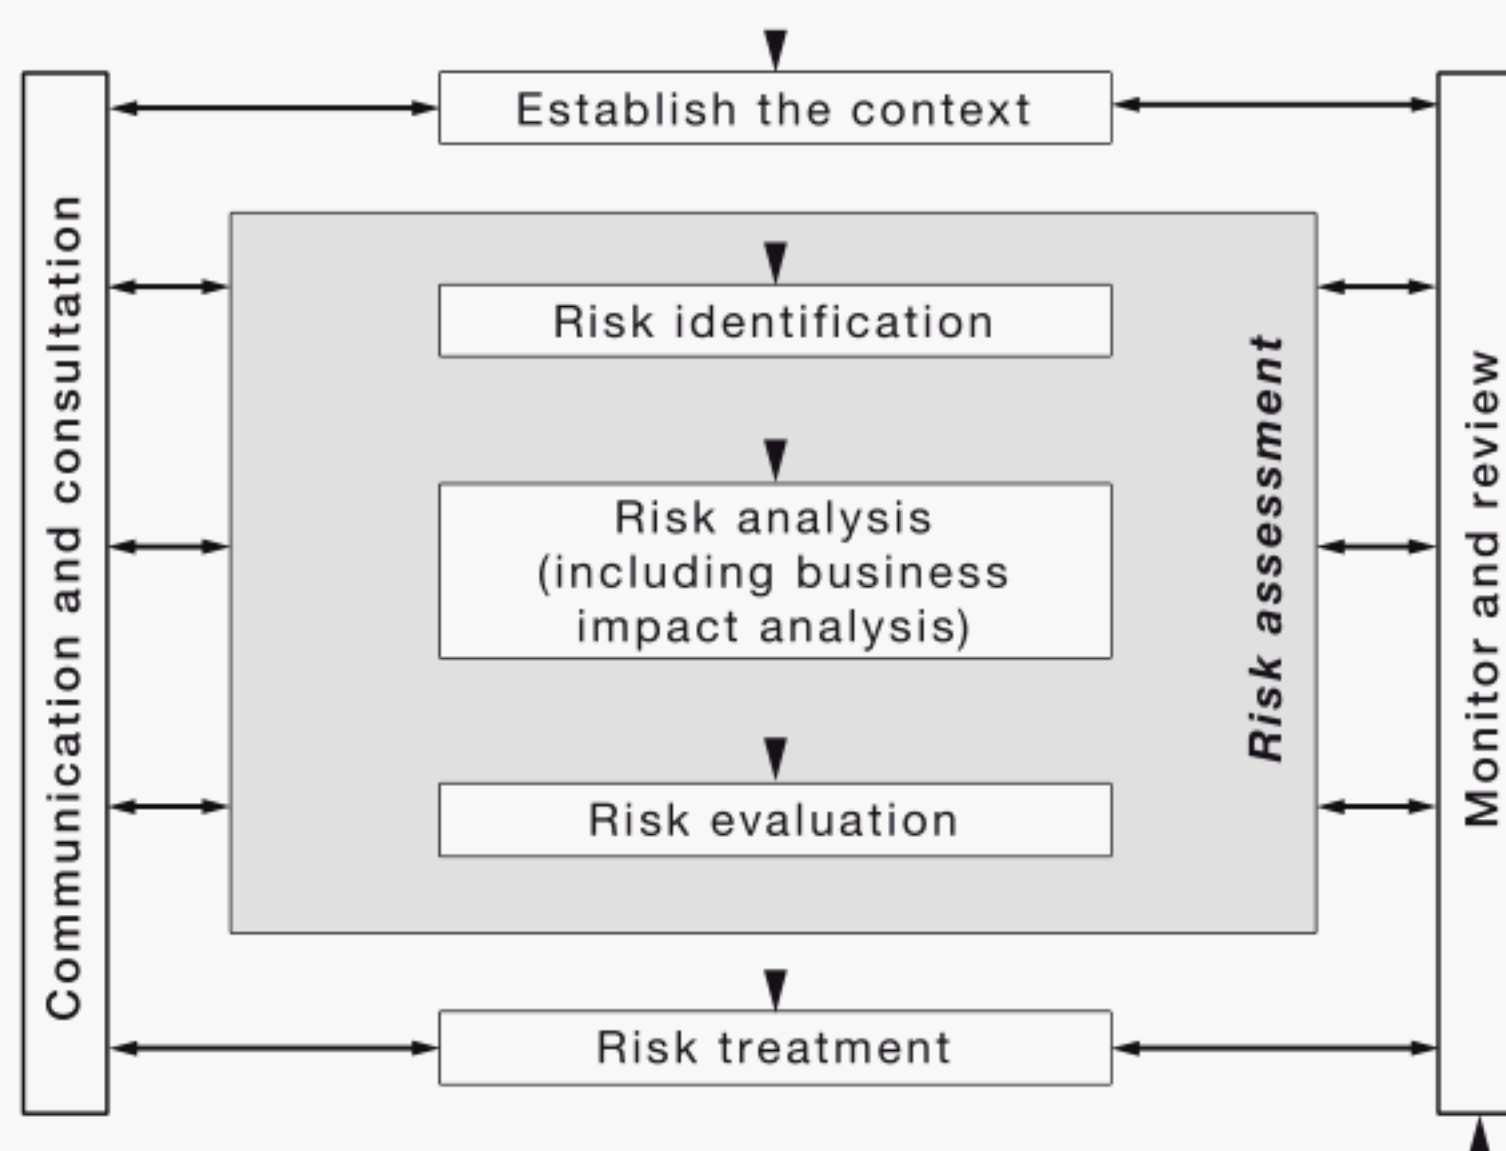 Establish the context
Communication and consultation
Risk identification
Risk analysis
(including business
impact analysis)
Risk evaluation
Risk assessment
Monitor and review
Risk treatment